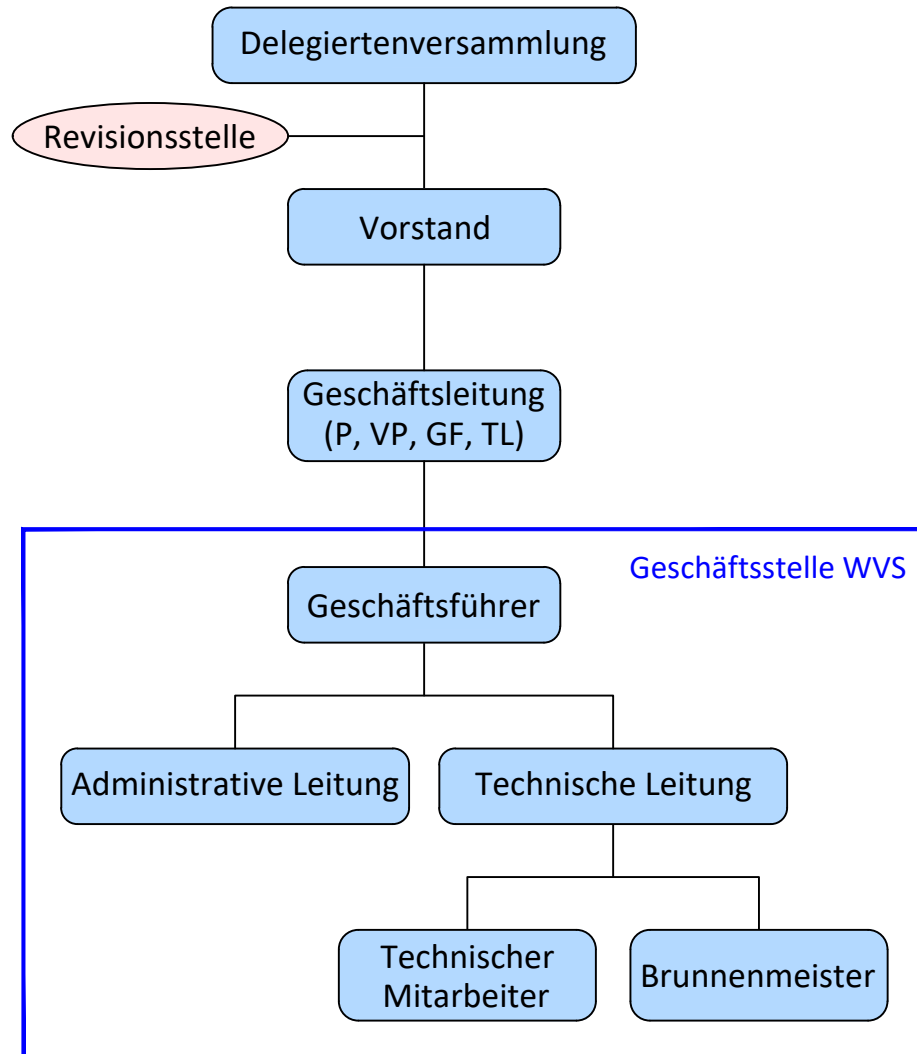 Delegiertenversammlung
Revisionsstelle
Vorstand
Geschäftsleitung
(P, VP, GF, TL)
Geschäftsstelle WVS
Geschäftsführer
Administrative Leitung
Technische Leitung
Technischer
Mitarbeiter
Brunnenmeister